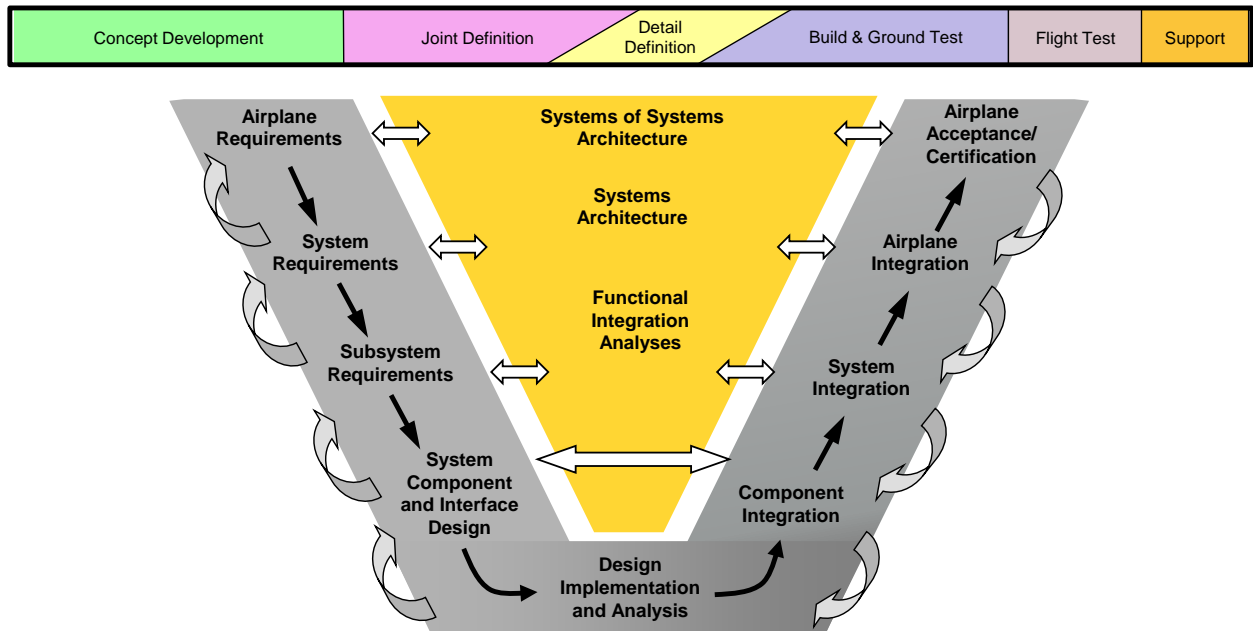 Concept Development
Joint Definition
Detail
Definition
Build & Ground Test
Flight Test
Support
Airplane
Requirements
Systems of Systems
Architecture
Airplane
Acceptance/
Certification
System
Requirements
Systems
Architecture
Airplane
Integration
Subsystem
Requirements
Functional
Integration
Analyses
System
Integration
System
Component
and Interface
Design
Component
Integration
Design
Implementation
and Analysis